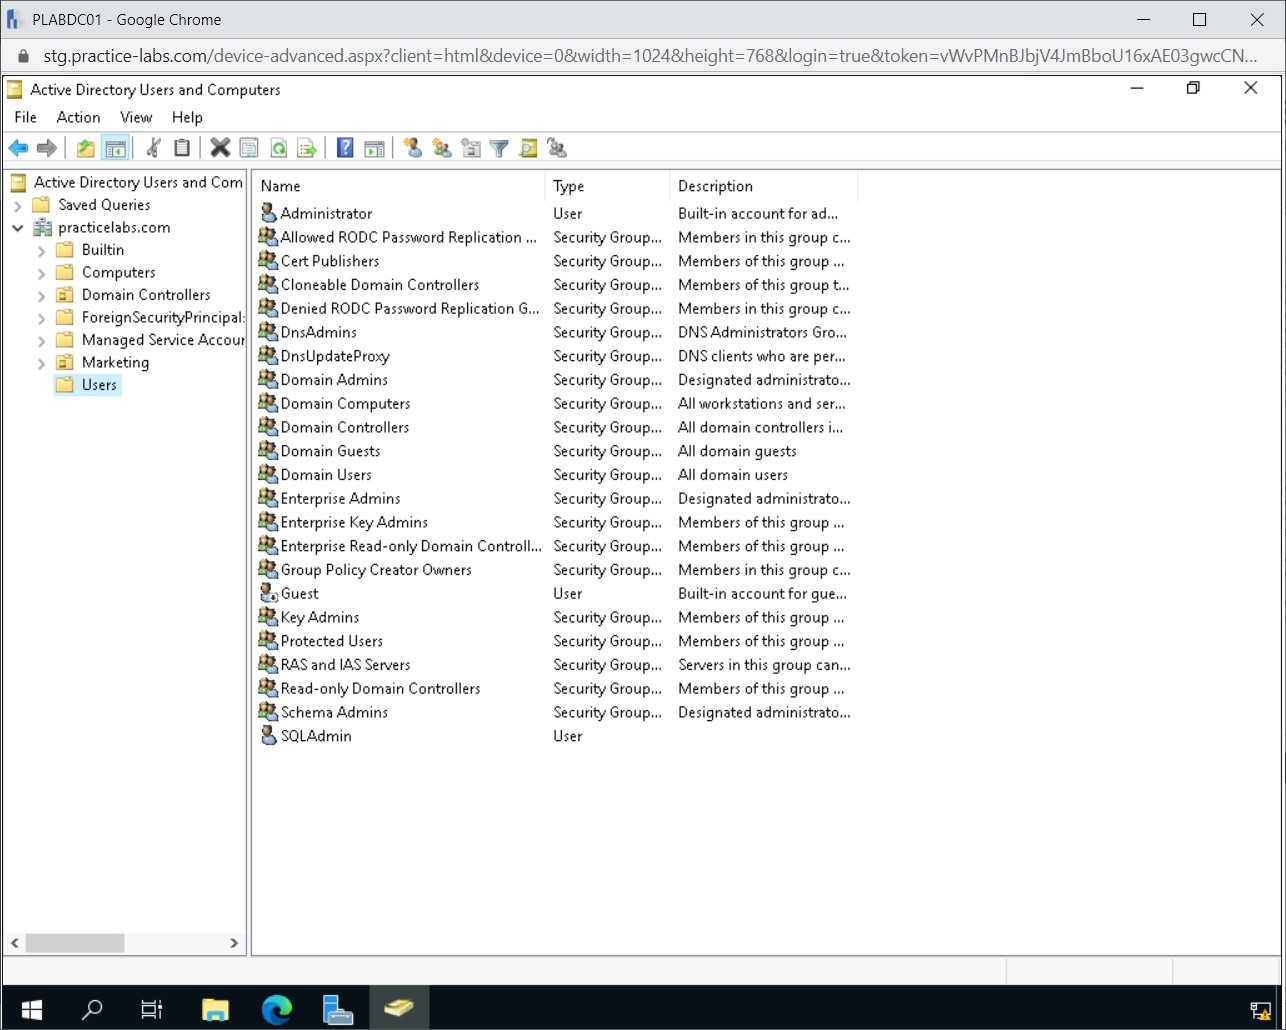 PLABDC01 - Google Chrome
stg.practice-labs.com/device-advanced.aspx?client=html&device=0&width=1024&height=768&login=true&token=vWvPMnBJbjV4JmBboU16xAE03gwcCN...
Active Directory Users and Computers
File Action View Help
Active Directory Users and Com
Saved Queries
practicelabs.com
Builtin
Computers
Domain Controllers
ForeignSecurityPrincipal:
Managed Service Accour
Marketing
Users
Name Type Description
Administrator User Built-in account for ad...
Allowed RODC Password Replication ... Security Group... Members in this group c...
Cert Publishers Security Group... Members of this group ...
Cloneable Domain Controllers Security Group... Members of this group t...
Denied RODC Password Replication G... Security Group... Members in this group c...
DnsAdmins Security Group... DNS Administrators Gro...
DnsUpdateProxy Security Group... DNS clients who are per...
Domain Admins Security Group... Designated administrato...
Domain Computers Security Group... All workstations and ser...
Domain Controllers Security Group... All domain controllers i...
Domain Guests Security Group... All domain guests
Domain Users Security Group... All domain users
Enterprise Admins Security Group... Designated administrato...
Enterprise Key Admins Security Group... Members of this group ...
Enterprise Read-only Domain Controll... Security Group... Members of this group ...
Group Policy Creator Owners Security Group... Members in this group c...
Guest User Built-in account for gue...
Key Admins Security Group... Members of this group ...
Protected Users Security Group... Members of this group ...
RAS and IAS Servers Security Group... Servers in this group can...
Read-only Domain Controllers Security Group... Members of this group ...
Schema Admins Security Group... Designated administrato...
SQLAdmin User